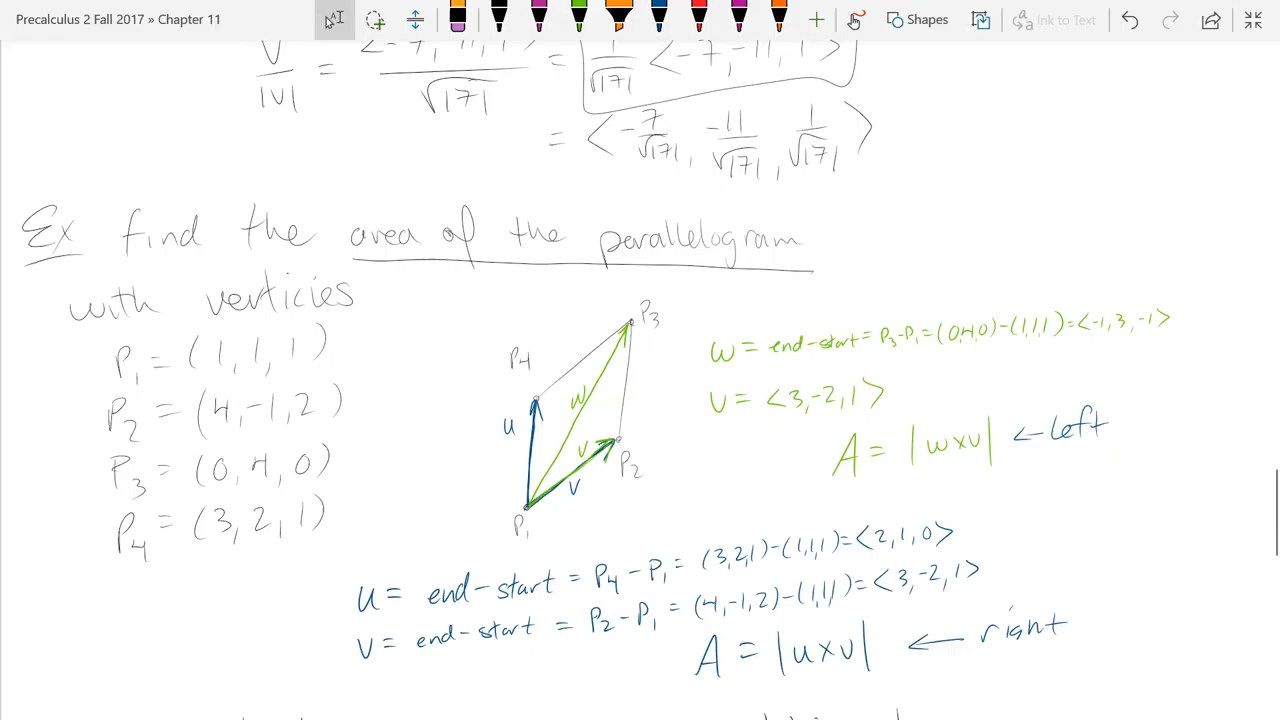 Precalculus 2 Fall 2017 » Chapter 11
Shapes
Ink to Text
V/|V| = <-7, -11, 1>/√171 = 1/√171 <-7, -11, 1>
= <-7/√171, -11/√171, 1/√171>
Ex find the area of the parallelogram
with verticies
P1 = (1, 1, 1)
P2 = (4, -1, 2)
P3 = (0, 4, 0)
P4 = (3, 2, 1)
P3
P4
w
u
v
v
P2
P1
w = end-start = P3-P1 = (0,4,0)-(1,1,1) = <-1, 3, -1>
v = <3, -2, 1>
A = |w×v| ← left
u = end-start = P4-P1 = (3,2,1)-(1,1,1) = <2, 1, 0>
v = end-start = P2-P1 = (4,-1,2)-(1,1,1) = <3, -2, 1>
A = |u×v| ← right